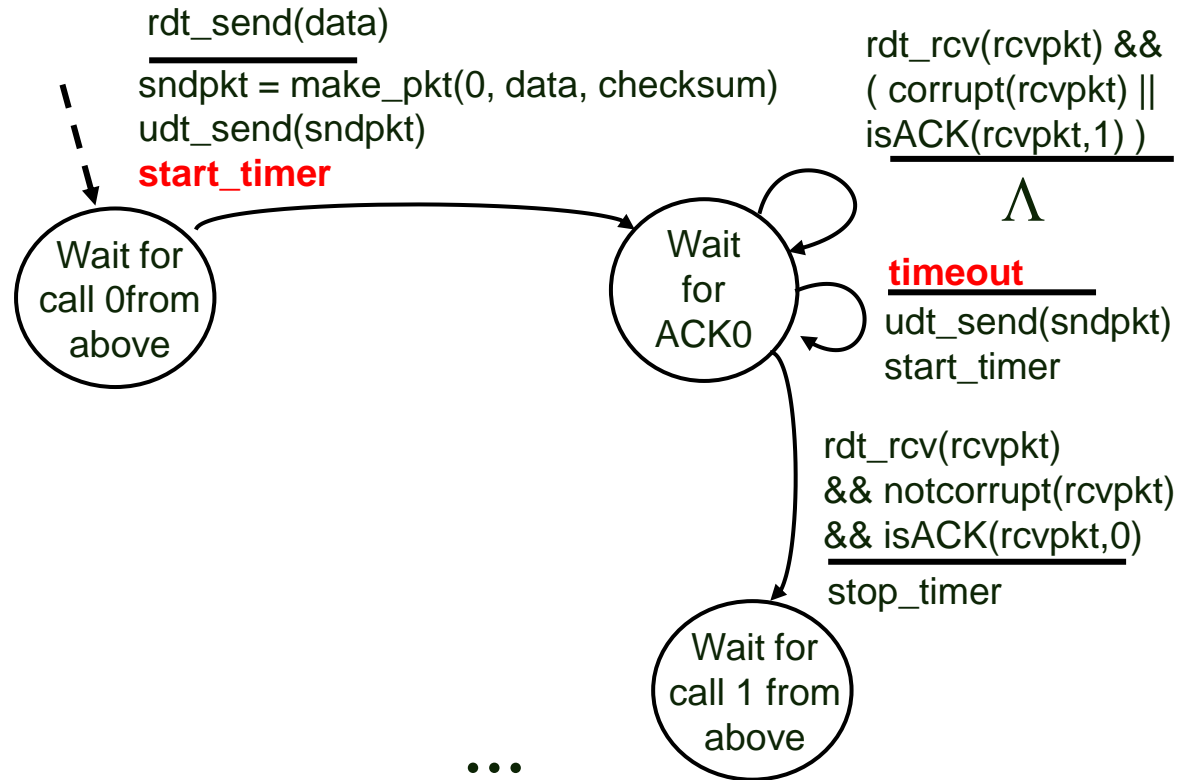 rdt_send(data)
sndpkt = make_pkt(0, data, checksum)
udt_send(sndpkt)
start_timer
rdt_rcv(rcvpkt) &&
( corrupt(rcvpkt) ||
isACK(rcvpkt,1) )
Λ
Wait for
call 0from
above
Wait
for
ACK0
timeout
udt_send(sndpkt)
start_timer
rdt_rcv(rcvpkt)
&& notcorrupt(rcvpkt)
&& isACK(rcvpkt,0)
stop_timer
Wait for
call 1 from
above
...